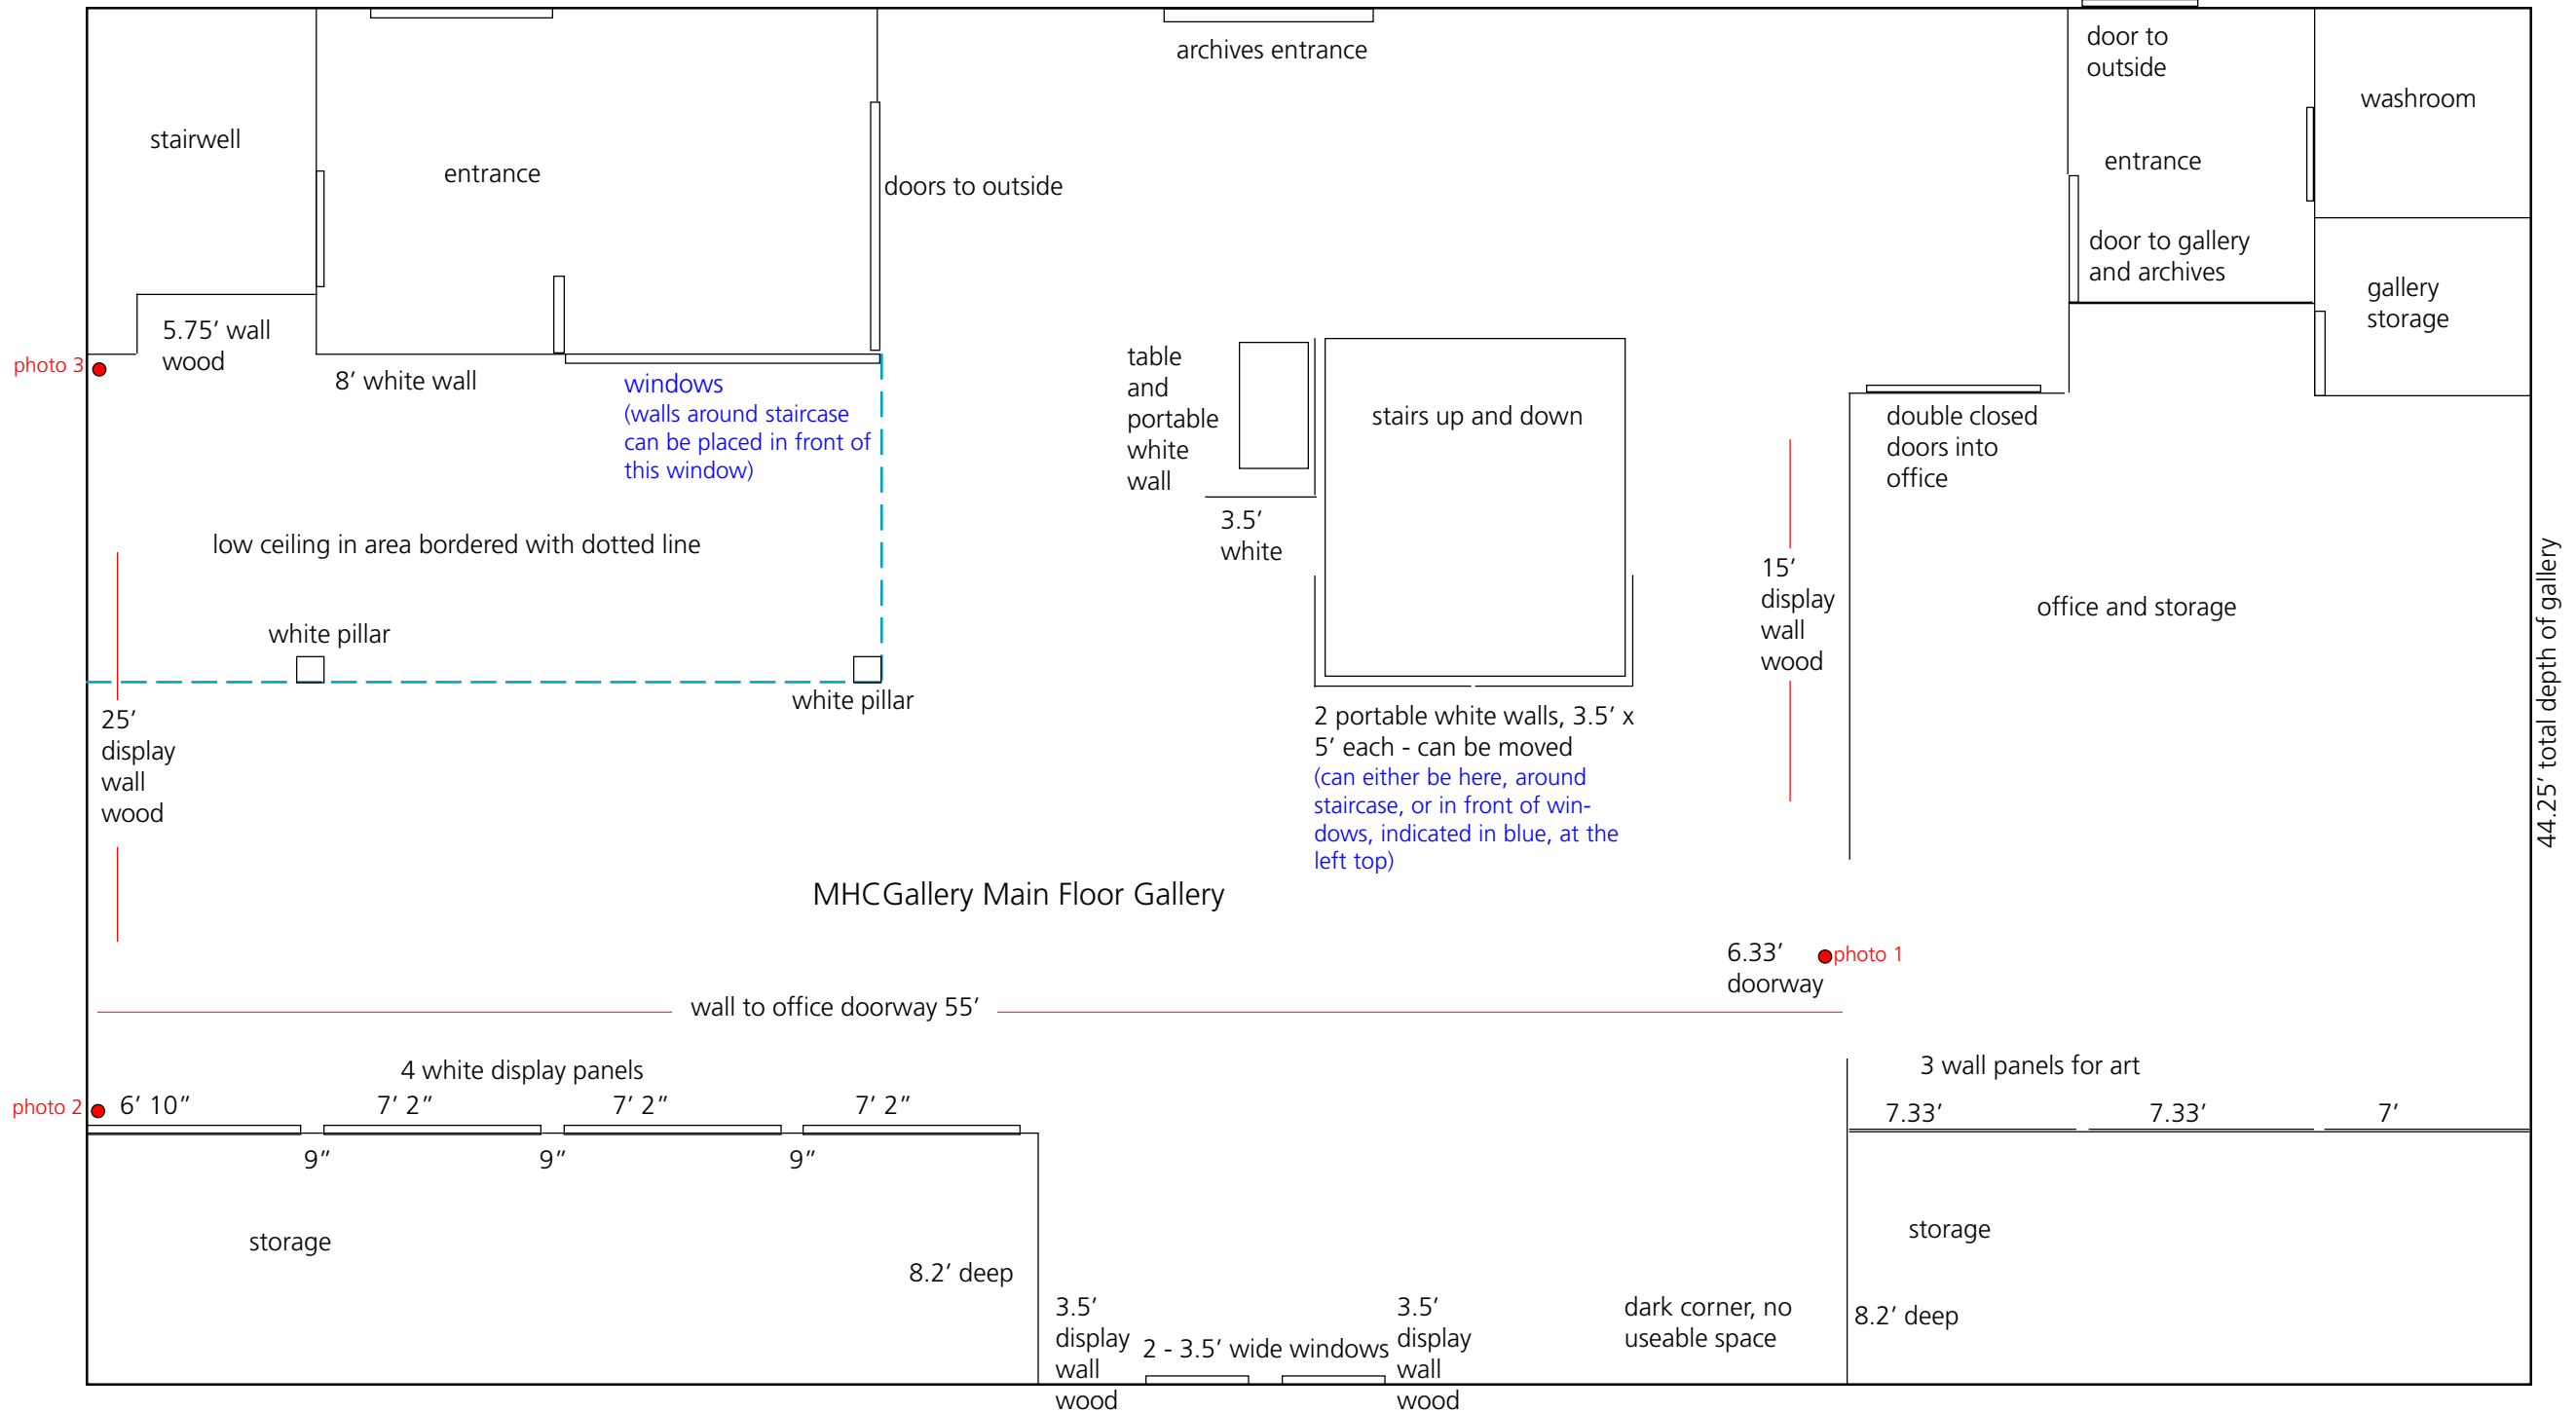 archives entrance
door to
outside
washroom
stairwell
entrance
doors to outside
entrance
door to gallery
and archives
gallery
storage
5.75’ wall
wood
photo 3
8’ white wall
windows
(walls around staircase
can be placed in front of
this window)
table
and
portable
white
wall
stairs up and down
double closed
doors into
office
3.5’
white
low ceiling in area bordered with dotted line
15’
display
wall
wood
office and storage
44.25’ total depth of gallery
white pillar
white pillar
25’
display
wall
wood
2 portable white walls, 3.5’ x
5’ each - can be moved
(can either be here, around
staircase, or in front of win-
dows, indicated in blue, at the
left top)
MHCGallery Main Floor Gallery
6.33’
doorway
photo 1
wall to office doorway 55’
4 white display panels
3 wall panels for art
photo 2
6’ 10”
7’ 2”
7’ 2”
7’ 2”
7.33’
7.33’
7’
9”
9”
9”
storage
8.2’ deep
storage
3.5’
display
wall
wood
2 - 3.5’ wide windows
3.5’
display
wall
wood
dark corner, no
useable space
8.2’ deep